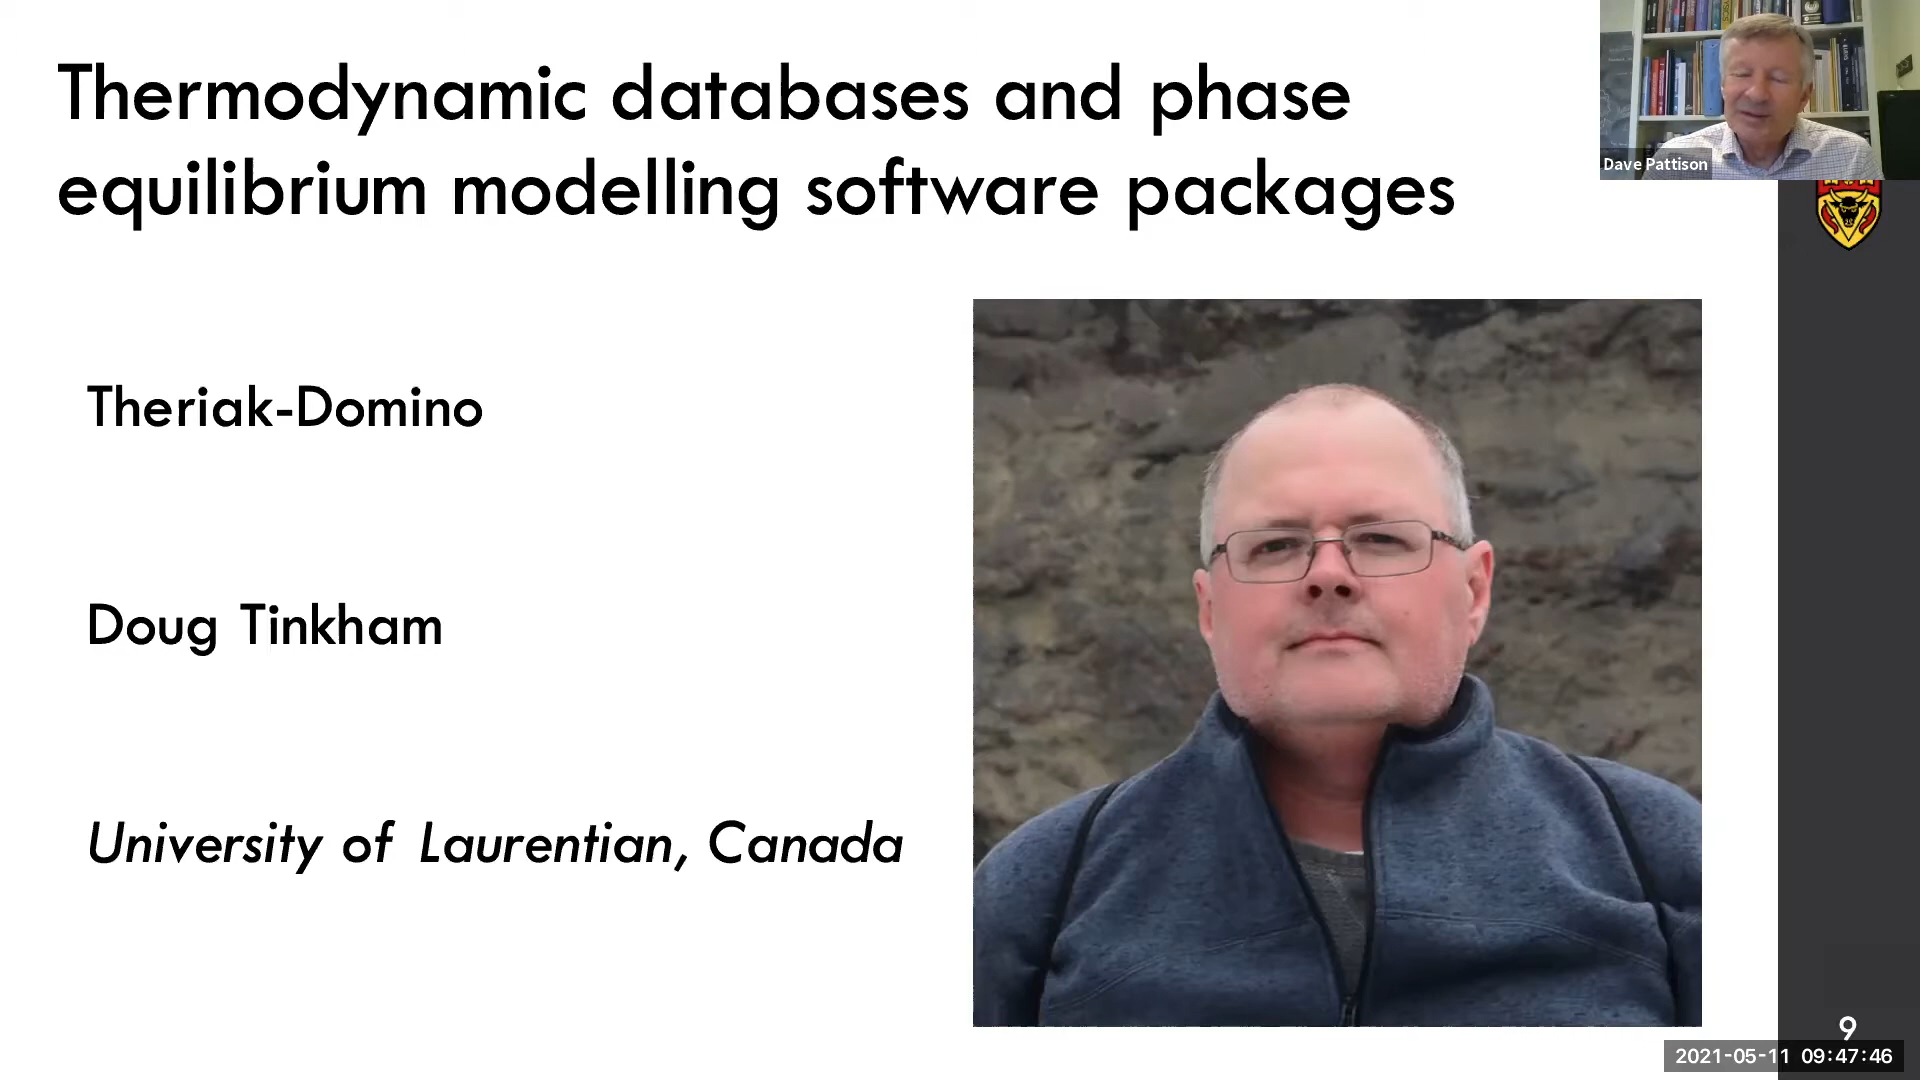 Thermodynamic databases and phase
equilibrium modelling software packages
Dave Pattison
Theriak-Domino
Doug Tinkham
University of Laurentian, Canada
9
2021-05-11 09:47:46